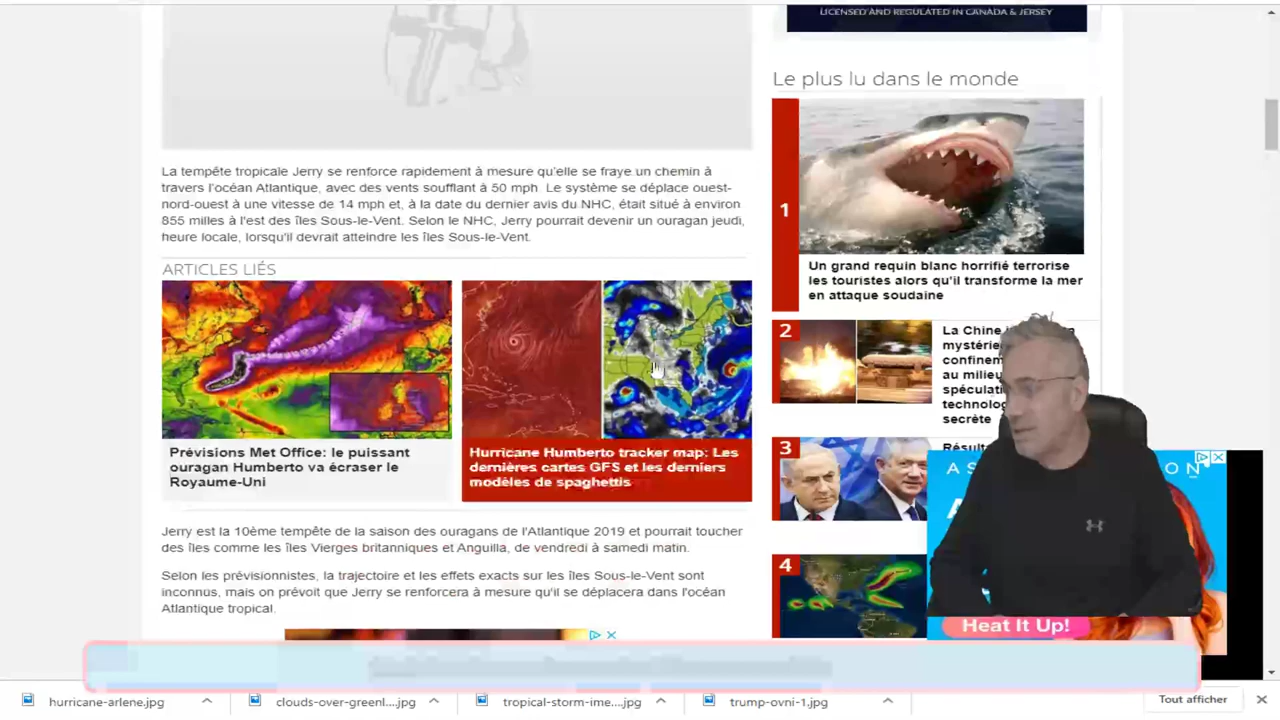 LICENSED AND REGULATED IN CANADA & JERSEY
Le plus lu dans le monde
1
Un grand requin blanc horrifié terrorise
les touristes alors qu'il transforme la mer
en attaque soudaine
La tempête tropicale Jerry se renforce rapidement à mesure qu'elle se fraye un chemin à
travers l'océan Atlantique, avec des vents soufflant à 50 mph. Le système se déplace ouest-
nord-ouest à une vitesse de 14 mph et, à la date du dernier avis du NHC, était situé à environ
855 milles à l'est des îles Sous-le-Vent. Selon le NHC, Jerry pourrait devenir un ouragan jeudi,
heure locale, lorsqu'il devrait atteindre les îles Sous-le-Vent.
ARTICLES LIÉS
Prévisions Met Office: le puissant
ouragan Humberto va écraser le
Royaume-Uni
Hurricane Humberto tracker map: Les
dernières cartes GFS et les derniers
modèles de spaghettis
2
La Chine
mystérie
confinem
au milieu
spéculati
technolog
secrète
3
Résulta
4
Heat It Up!
Jerry est la 10ème tempête de la saison des ouragans de l'Atlantique 2019 et pourrait toucher
des îles comme les îles Vierges britanniques et Anguilla, de vendredi à samedi matin.
Selon les prévisionnistes, la trajectoire et les effets exacts sur les îles Sous-le-Vent sont
inconnus, mais on prévoit que Jerry se renforcera à mesure qu'il se déplacera dans l'océan
Atlantique tropical.
hurricane-arlene.jpg
clouds-over-greenl....jpg
tropical-storm-ime....jpg
trump-ovni-1.jpg
Tout afficher